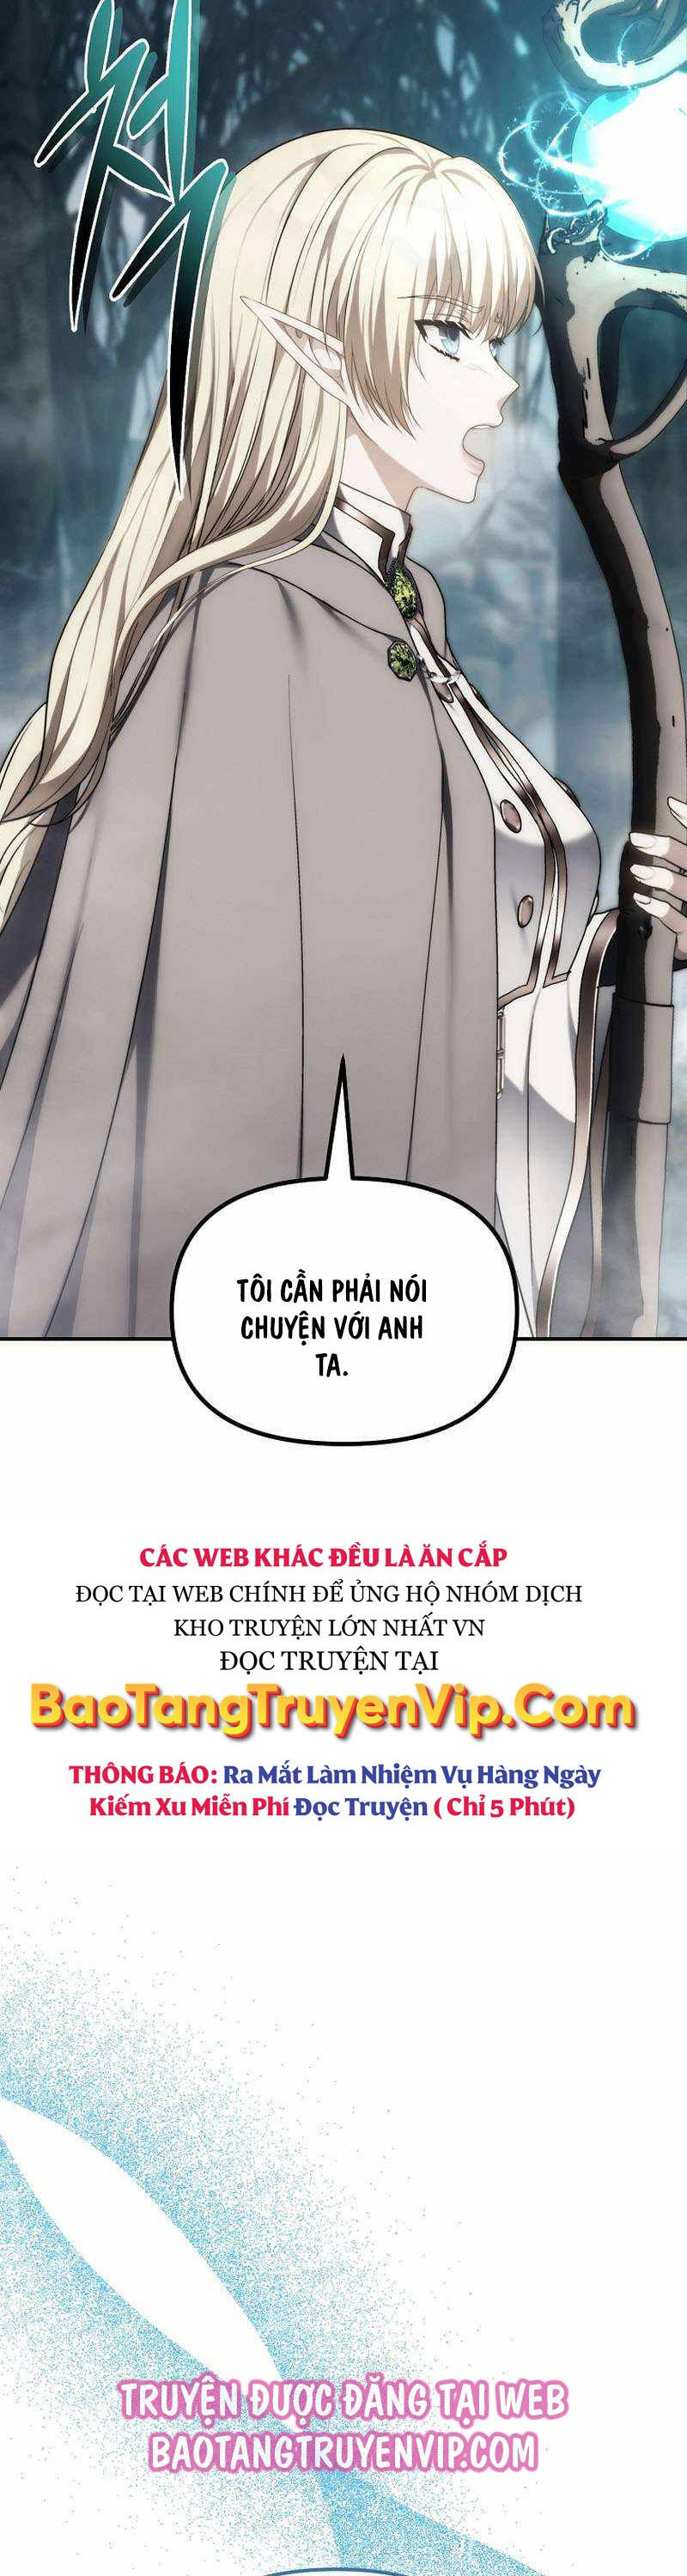 척
TÔI CẦN PHẢI NÓI
CHUYỆN VỚI ANH
TA.
CÁC WEB KHÁC ĐỀU LÀ ĂN CẮP
ĐỌC TẠI WEB CHÍNH ĐỂ ỦNG HỘ NHÓM DỊCH
KHO TRUYỆN LỚN NHẤT VN
ĐỌC TRUYỆN TẠI
BaoTangTruyenVip.Com
THÔNG BÁO: Ra Mắt Làm Nhiệm Vụ Hàng Ngày
Kiếm Xu Miễn Phí Đọc Truyện ( Chỉ 5 Phút)
TRUYỆN ĐƯỢC ĐĂNG TẠI WEB
BAOTANGTRUYENVIP.COM